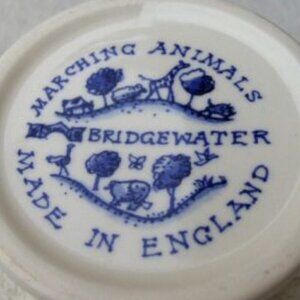 MARCHING ANIMALS
BRIDGEWATER
MADE IN ENGLAND